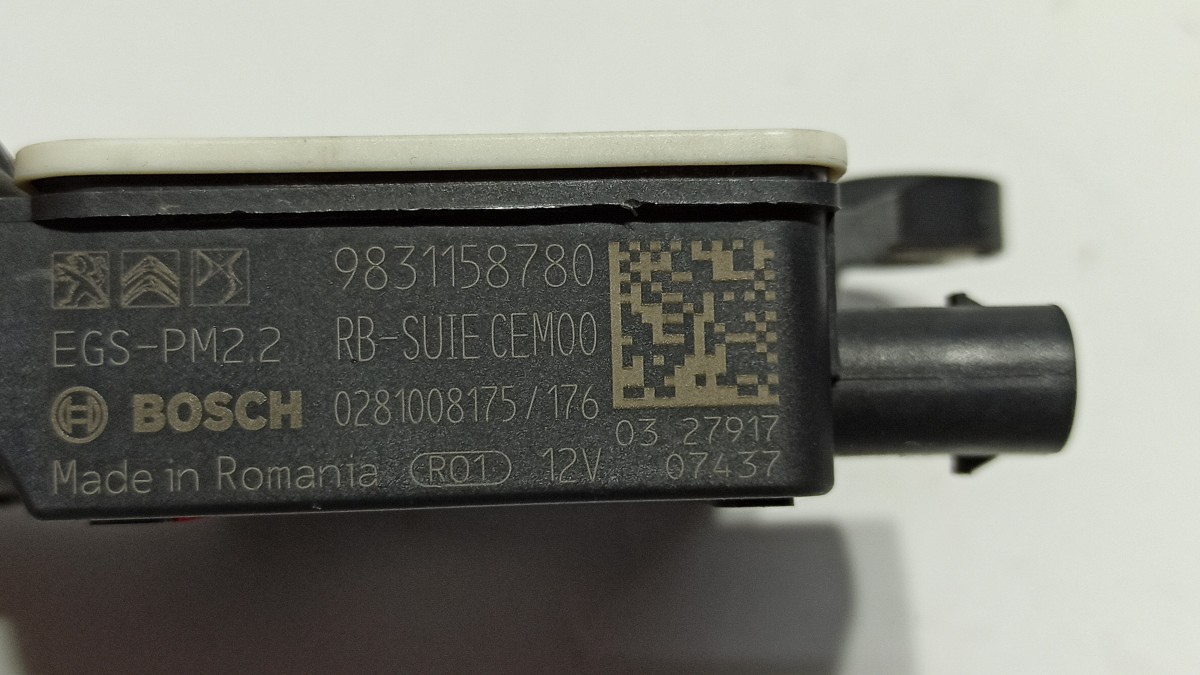 9831158780
EGS-PM2.2 RB-SUIE CEM00
BOSCH 0281008175/176
03 27917
Made in Romania R01 12V 07437